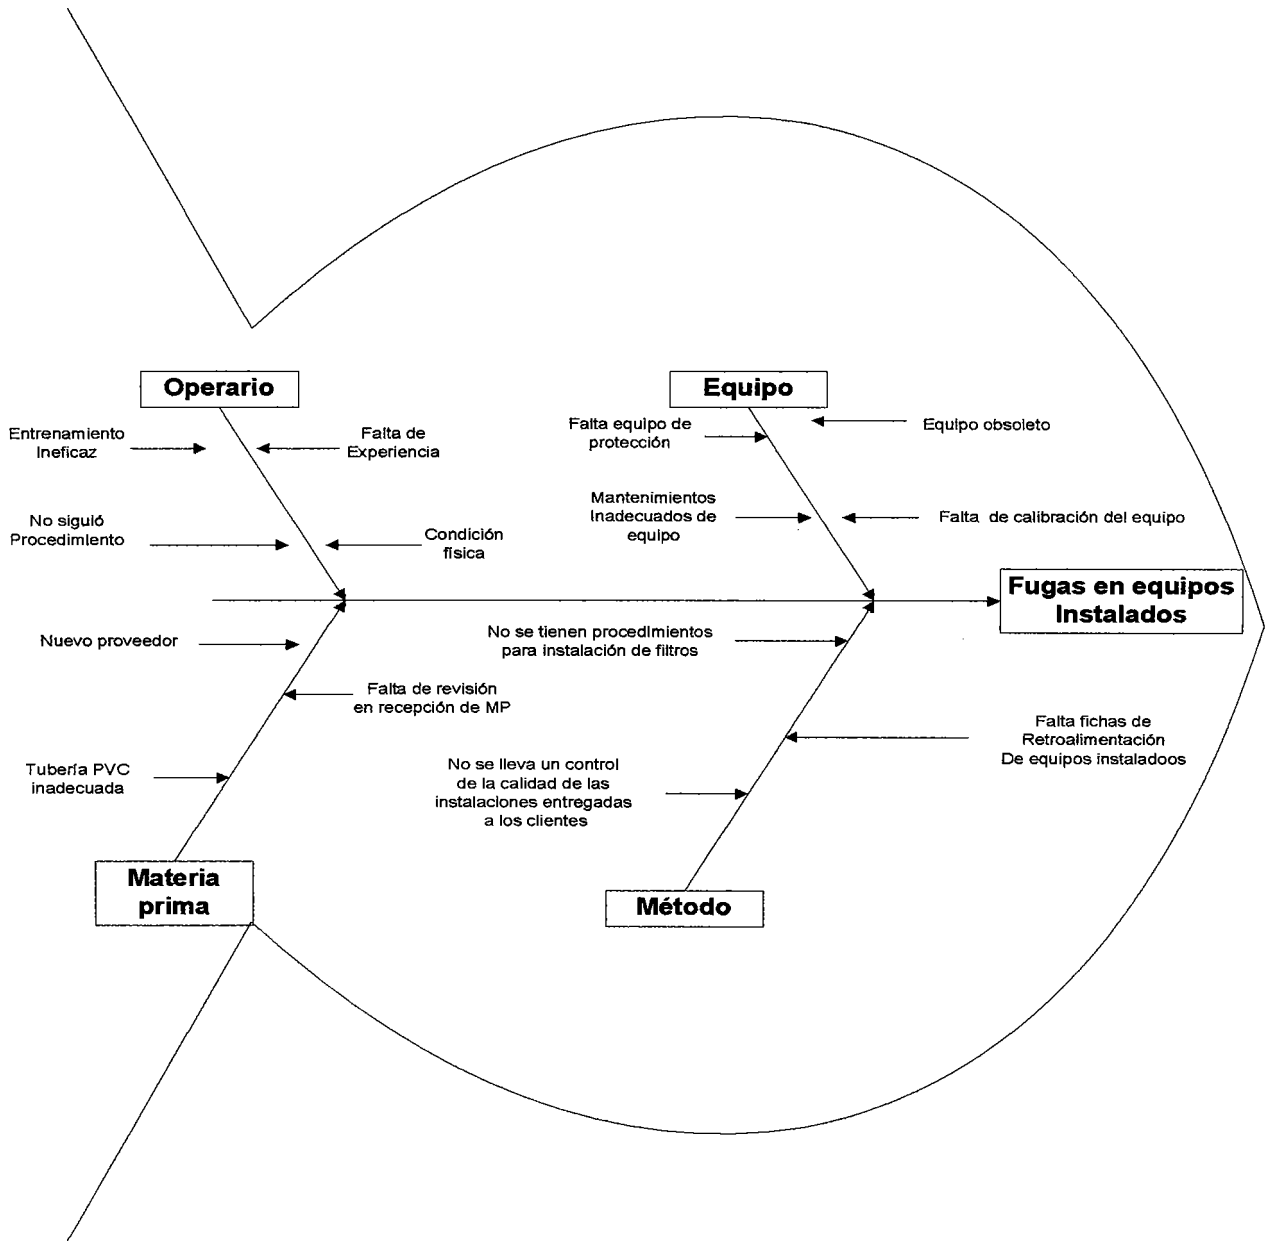 Operario
Equipo
Entrenamiento
Ineficaz
Falta de
Experiencia
Falta equipo de
protección
Equipo obsoleto
No siguió
Procedimiento
Condición
física
Mantenimientos
Inadecuados de
equipo
Falta de calibración del equipo
Fugas en equipos
Instalados
Nuevo proveedor
No se tienen procedimientos
para instalación de filtros
Falta de revisión
en recepción de MP
Falta fichas de
Retroalimentación
De equipos instaladoos
Tubería PVC
inadecuada
No se lleva un control
de la calidad de las
instalaciones entregadas
a los clientes
Materia
prima
Método